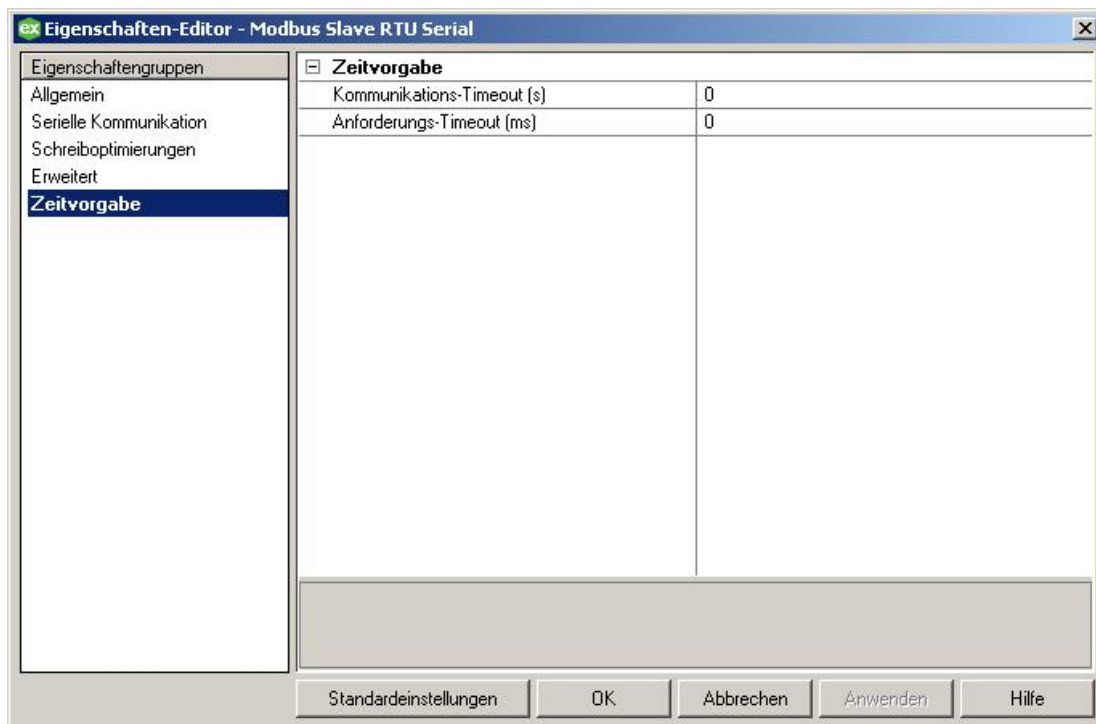 ex Eigenschaften-Editor - Modbus Slave RTU Serial
Eigenschaftengruppen
Allgemein
Serielle Kommunikation
Schreiboptimierungen
Erweitert
Zeitvorgabe
Zeitvorgabe
Kommunikations-Timeout (s) 0
Anforderungs-Timeout (ms) 0
Standardeinstellungen OK Abbrechen Anwenden Hilfe